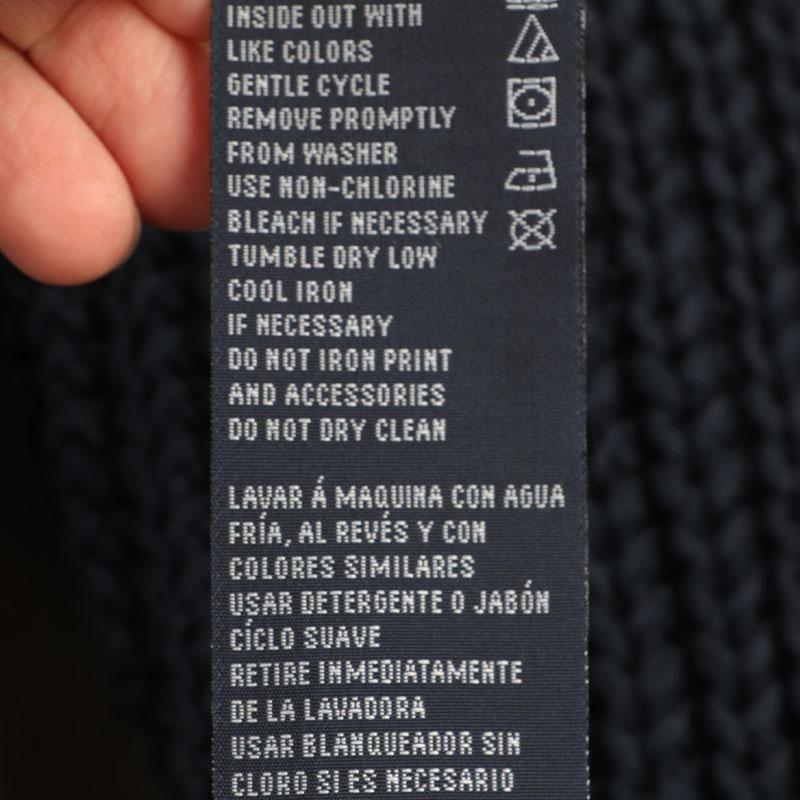 INSIDE OUT WITH
LIKE COLORS
GENTLE CYCLE
REMOVE PROMPTLY
FROM WASHER
USE NON-CHLORINE
BLEACH IF NECESSARY
TUMBLE DRY LOW
COOL IRON
IF NECESSARY
DO NOT IRON PRINT
AND ACCESSORIES
DO NOT DRY CLEAN
LAVAR Á MAQUINA CON AGUA
FRÍA, AL REVÉS Y CON
COLORES SIMILARES
USAR DETERGENTE O JABÓN
CÍCLO SUAVE
RETIRE INMEDIATAMENTE
DE LA LAVADORA
USAR BLANQUEADOR SIN
CLORO SI ES NECESARIO